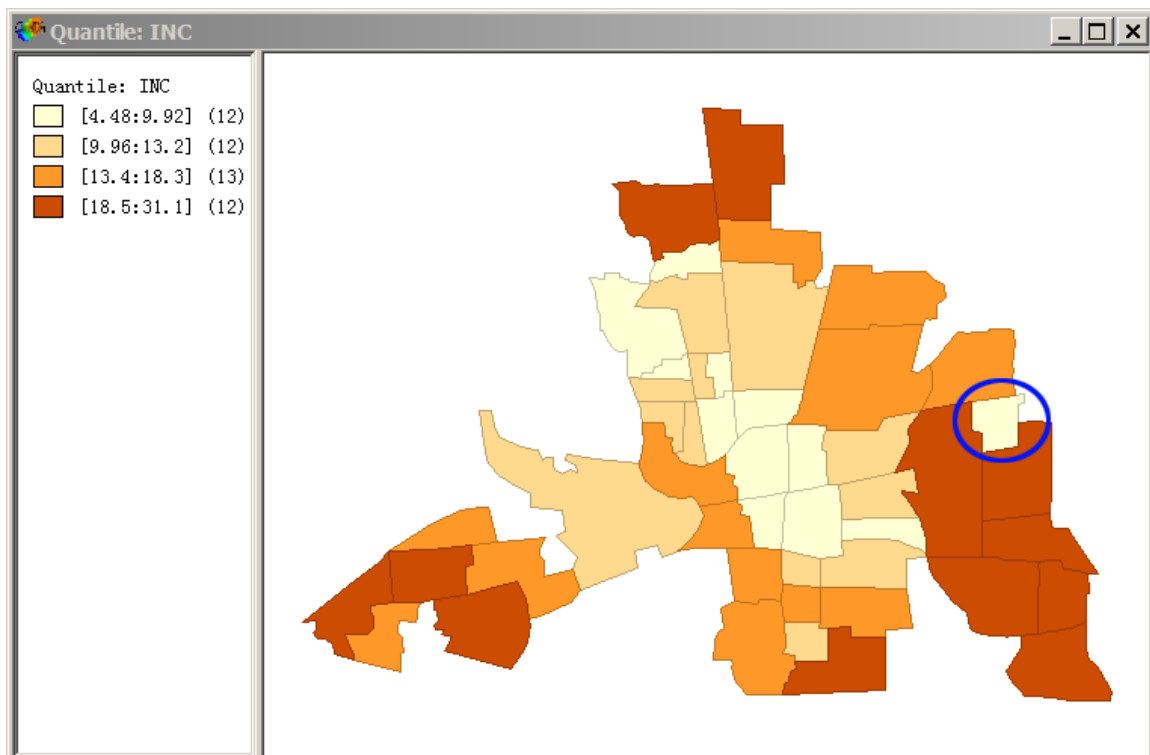 Quantile: INC
Quantile: INC
[4.48:9.92] (12)
[9.96:13.2] (12)
[13.4:18.3] (13)
[18.5:31.1] (12)